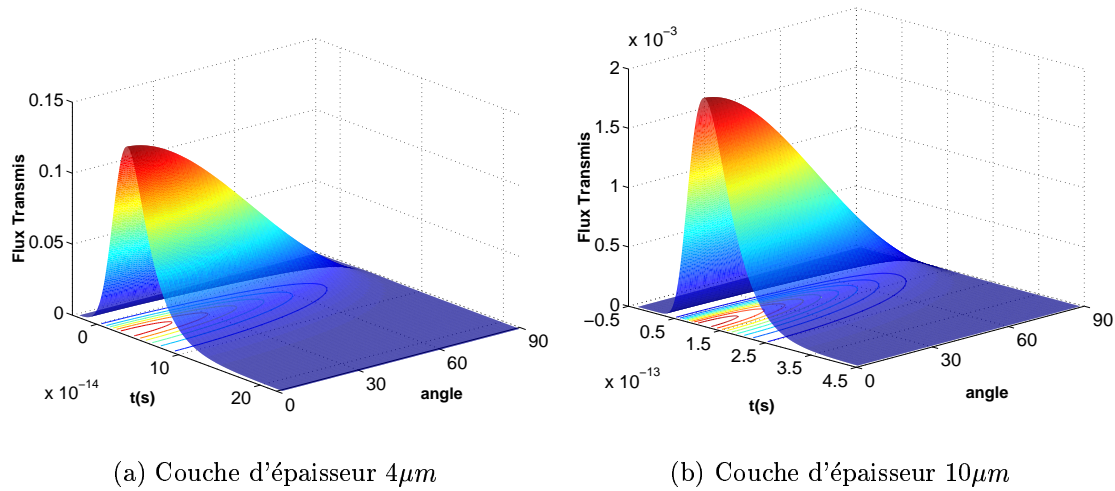 0.15
0.1
0.05
0
Flux Transmis
0
10
20
x 10⁻¹⁴
t(s)
0
30
60
90
angle
(a) Couche d'épaisseur 4μm
x 10⁻³
2
1.5
1
0.5
0
Flux Transmis
−0.5
0.5
1.5
2.5
3.5
4.5
x 10⁻¹³
t(s)
0
30
60
90
angle
(b) Couche d'épaisseur 10μm